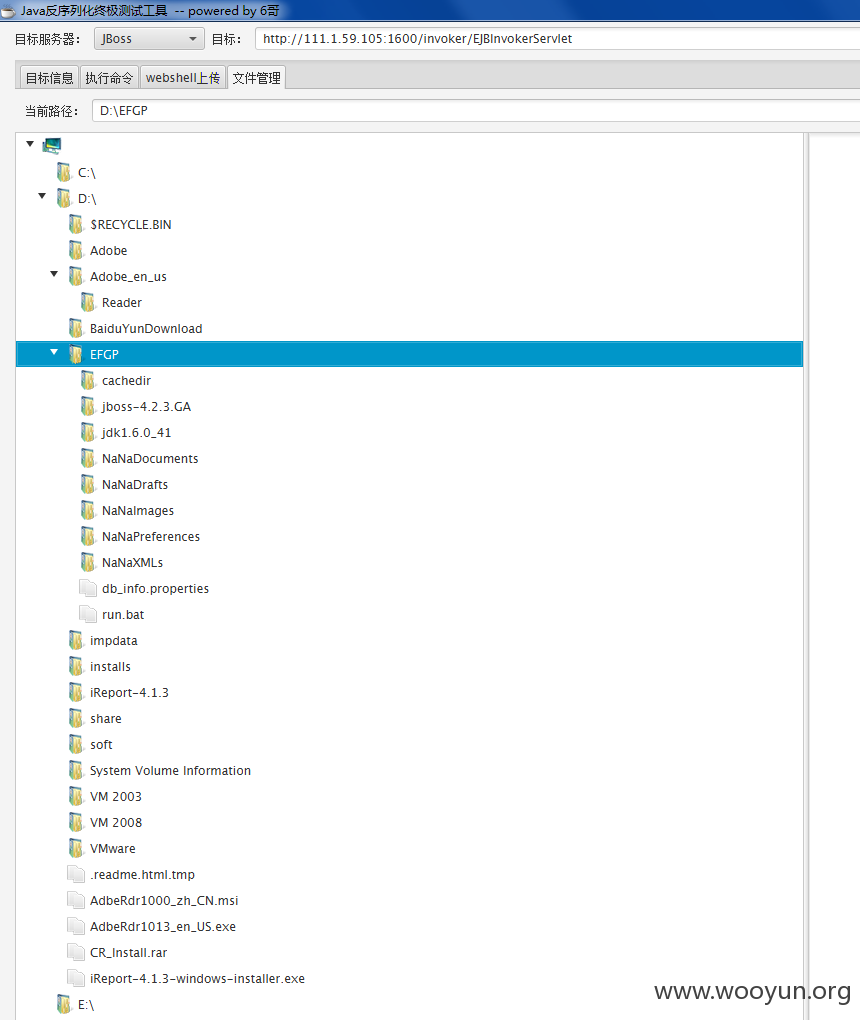 Java反序列化终极测试工具 -- powered by 6哥
目标服务器： JBoss 目标： http://111.1.59.105:1600/invoker/EJBInvokerServlet
目标信息 执行命令 webshell上传 文件管理
当前路径： D:\EFGP
C:\
D:\
$RECYCLE.BIN
Adobe
Adobe_en_us
Reader
BaiduYunDownload
EFGP
cachedir
jboss-4.2.3.GA
jdk1.6.0_41
NaNaDocuments
NaNaDrafts
NaNaImages
NaNaPreferences
NaNaXMLs
db_info.properties
run.bat
impdata
installs
iReport-4.1.3
share
soft
System Volume Information
VM 2003
VM 2008
VMware
.readme.html.tmp
AdbeRdr1000_zh_CN.msi
AdbeRdr1013_en_US.exe
CR_Install.rar
iReport-4.1.3-windows-installer.exe
E:\
www.wooyun.org